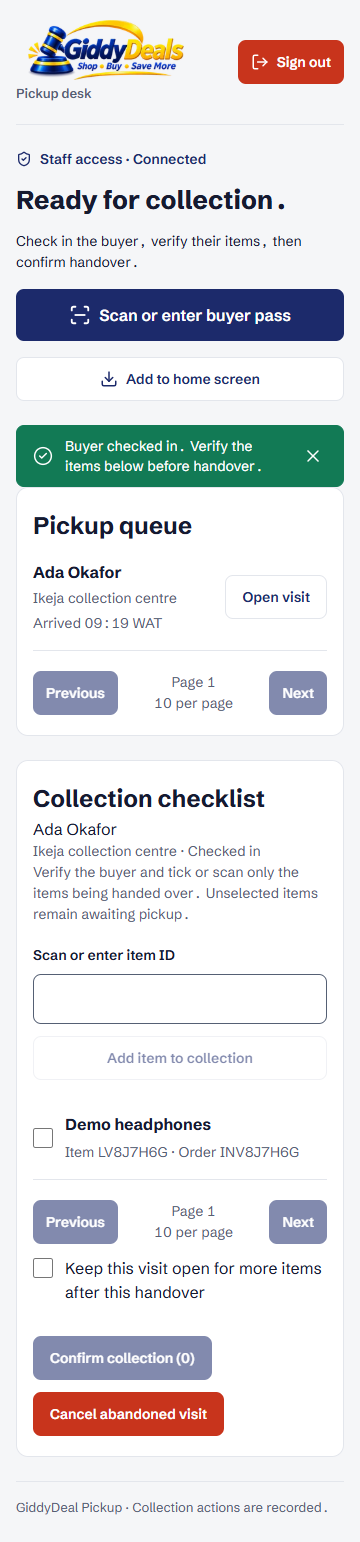 GiddyDeals
Shop • Buy • Save More
Pickup desk
Sign out
Staff access · Connected
Ready for collection.
Check in the buyer, verify their items, then
confirm handover.
Scan or enter buyer pass
Add to home screen
Buyer checked in. Verify the
items below before handover.
Pickup queue
Ada Okafor
Ikeja collection centre
Arrived 09:19 WAT
Open visit
Previous
Page 1
10 per page
Next
Collection checklist
Ada Okafor
Ikeja collection centre · Checked in
Verify the buyer and tick or scan only the
items being handed over. Unselected items
remain awaiting pickup.
Scan or enter item ID
Add item to collection
Demo headphones
Item LV8J7H6G · Order INV8J7H6G
Previous
Page 1
10 per page
Next
Keep this visit open for more items
after this handover
Confirm collection (0)
Cancel abandoned visit
GiddyDeal Pickup · Collection actions are recorded.